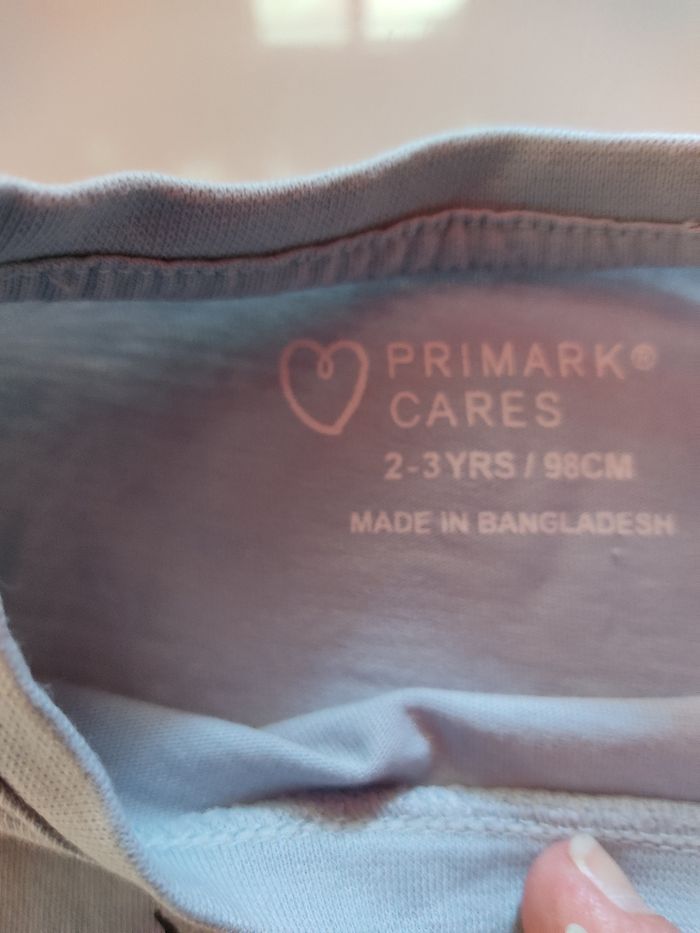 PRIMARK®
CARES
2-3YRS / 98CM
MADE IN BANGLADESH